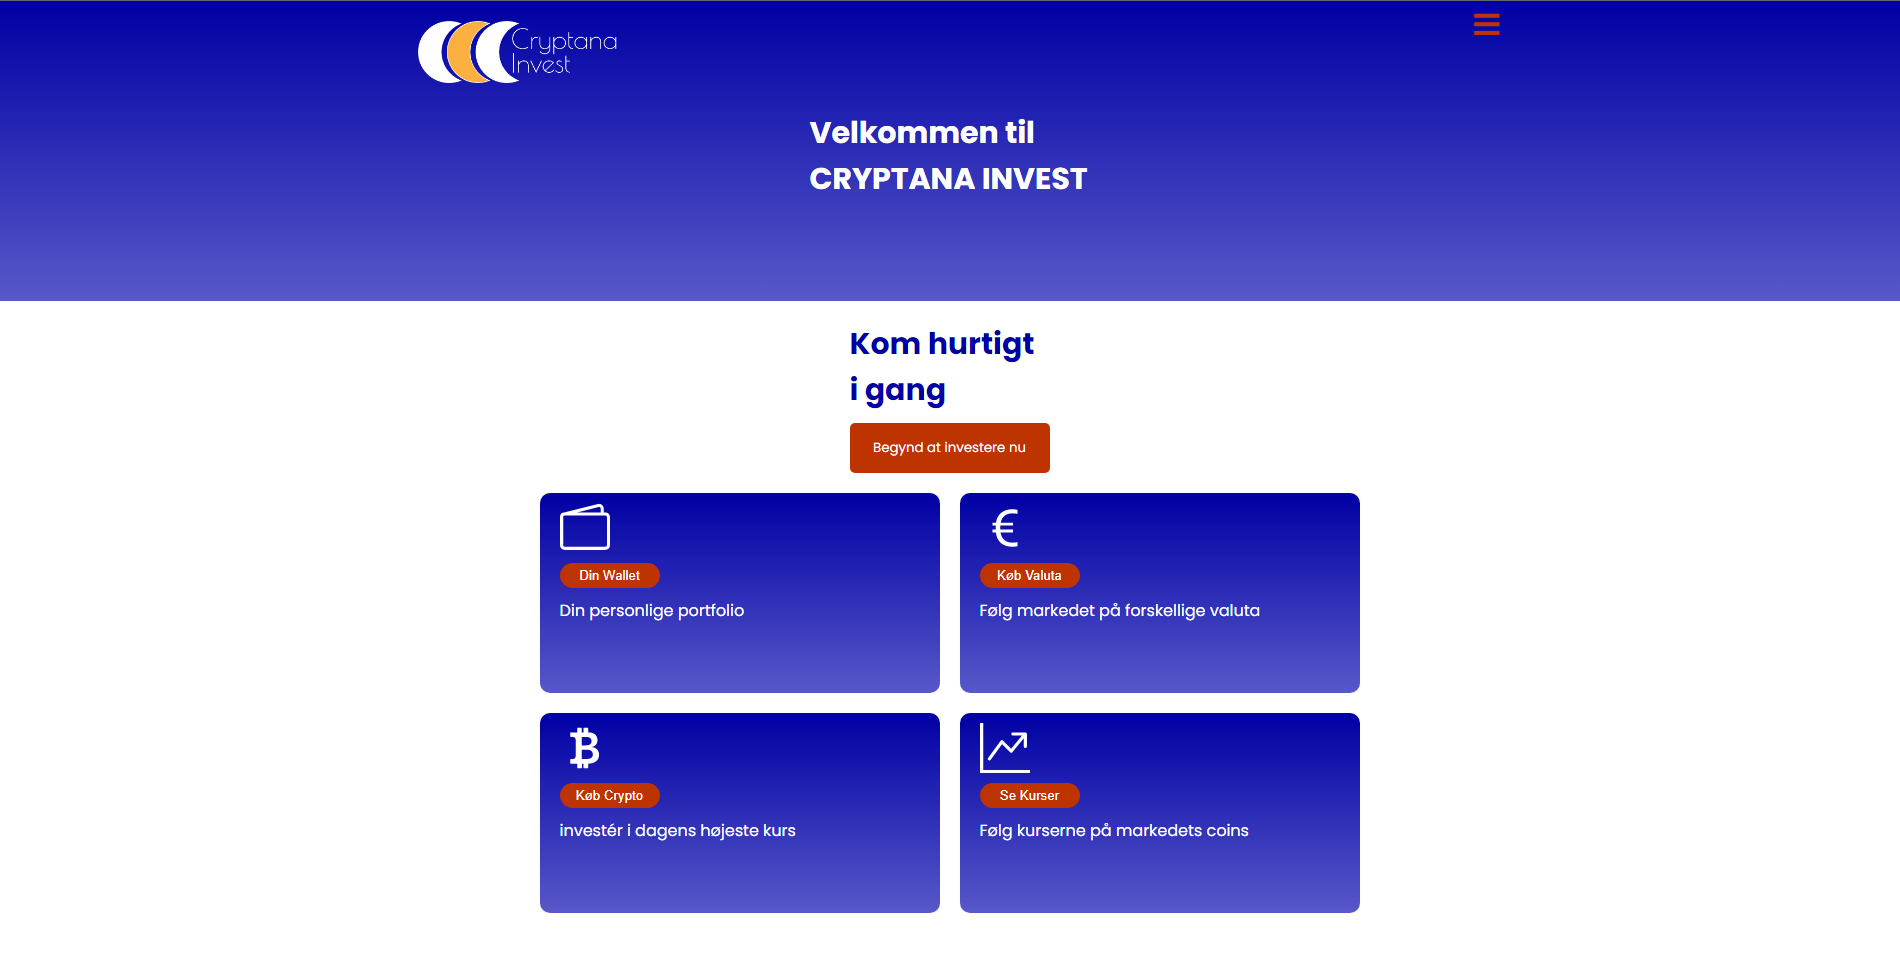 Cryptana
Invest
Velkommen til
CRYPTANA INVEST
Kom hurtigt
i gang
Begynd at investere nu
Din Wallet
Din personlige portfolio
€
Køb Valuta
Følg markedet på forskellige valuta
Køb Crypto
investér i dagens højeste kurs
Se Kurser
Følg kurserne på markedets coins